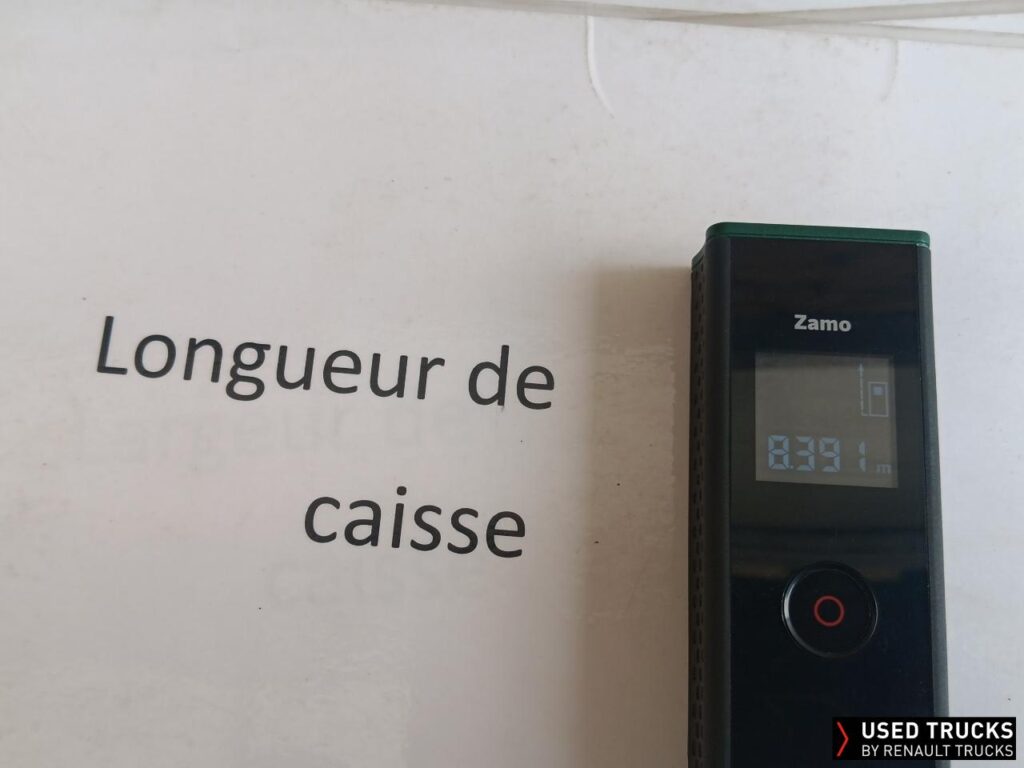 Longueur de
caisse
Zamo
8.391 m
USED TRUCKS
BY RENAULT TRUCKS